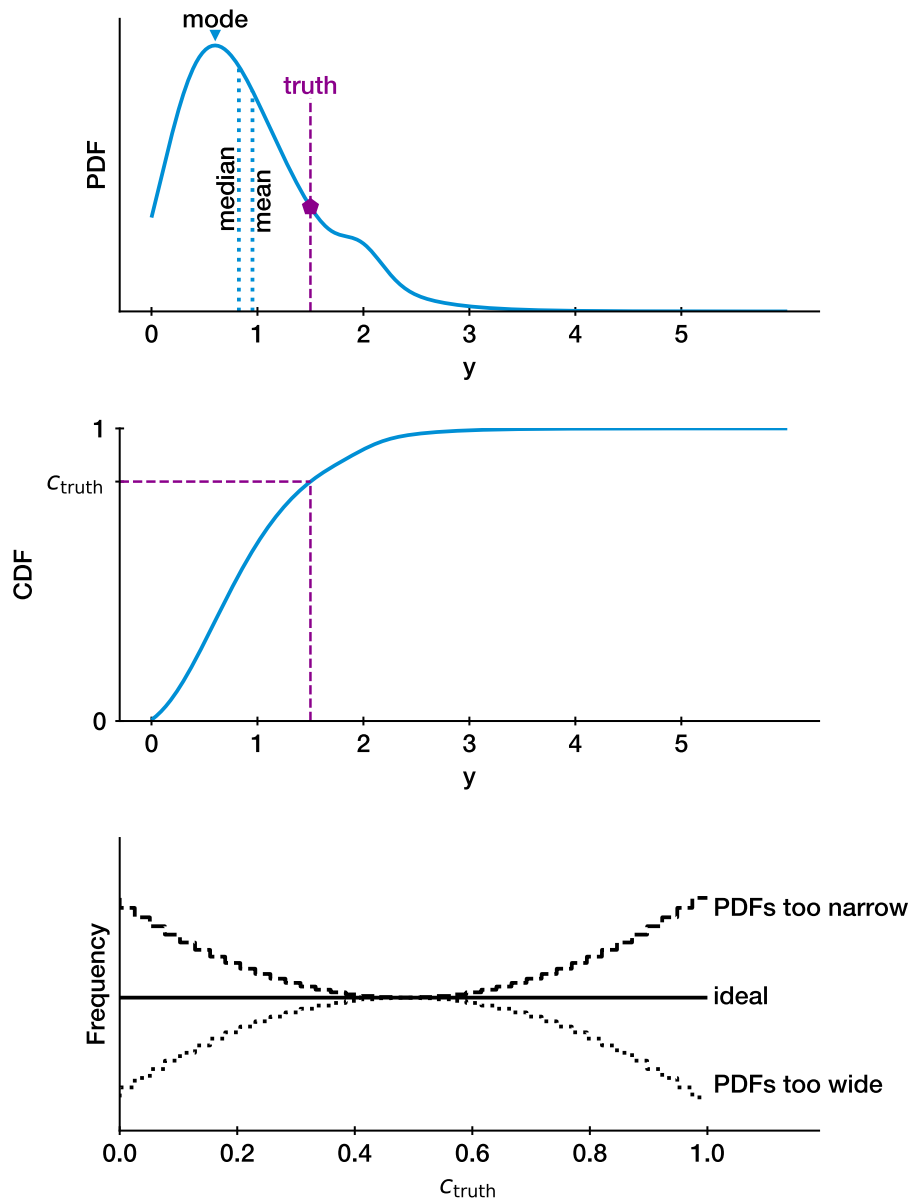 mode
truth
PDF
median
mean
0 1 2 3 4 5
y
1
c_truth
CDF
0
0 1 2 3 4 5
y
PDFs too narrow
Frequency
ideal
PDFs too wide
0.0 0.2 0.4 0.6 0.8 1.0
c_truth